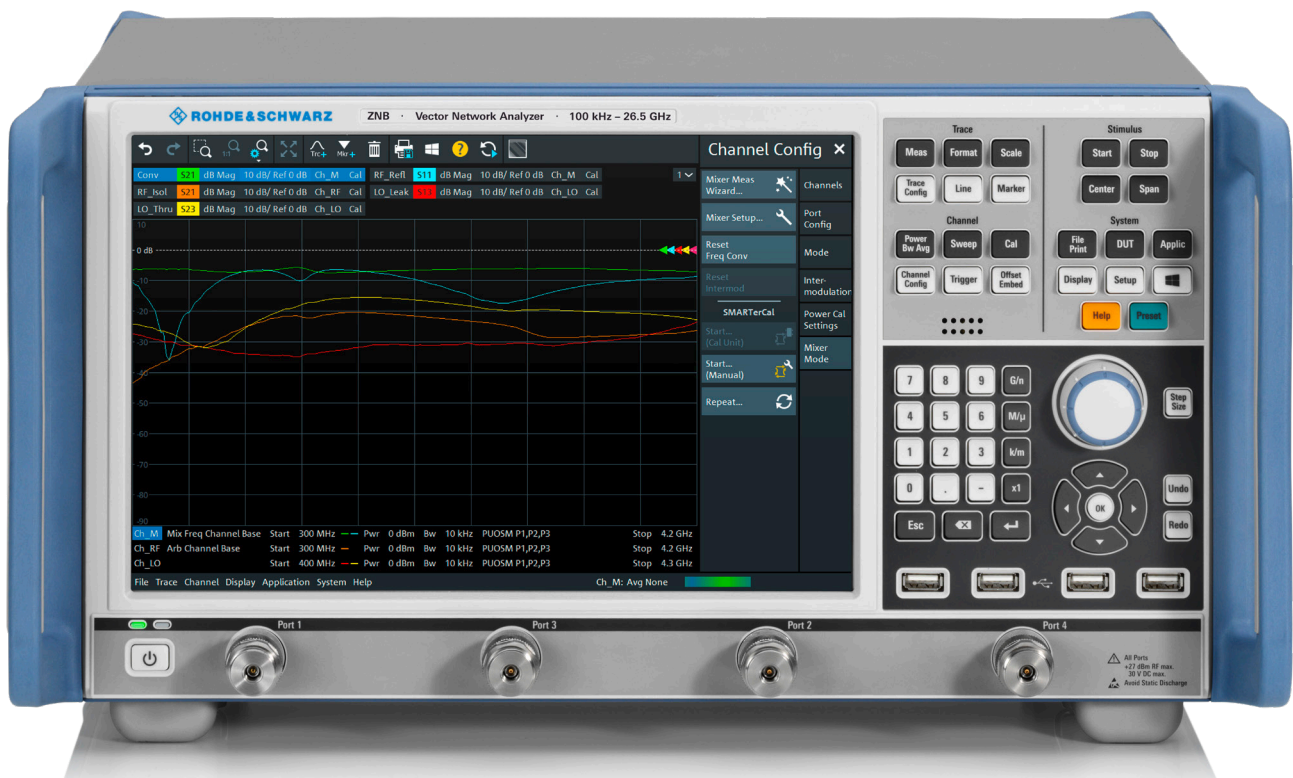 ROHDE&SCHWARZ ZNB · Vector Network Analyzer · 100 kHz – 26.5 GHz
1:1 Trc+ Mkr+ ?
Channel Config ×
Conv S21 dB Mag 10 dB/ Ref 0 dB Ch_M Cal RF_Refl S11 dB Mag 10 dB/ Ref 0 dB Ch_M Cal 1
RF_Isol S21 dB Mag 10 dB/ Ref 0 dB Ch_RF Cal LO_Leak S13 dB Mag 10 dB/ Ref 0 dB Ch_LO Cal
LO_Thru S23 dB Mag 10 dB/ Ref 0 dB Ch_LO Cal
10
0 dB
-10
-20
-30
-40
-50
-60
-70
-80
-90
Ch_M Mix Freq Channel Base Start 300 MHz Pwr 0 dBm Bw 10 kHz PUOSM P1,P2,P3 Stop 4.2 GHz
Ch_RF Arb Channel Base Start 300 MHz Pwr 0 dBm Bw 10 kHz PUOSM P1,P2,P3 Stop 4.2 GHz
Ch_LO Start 400 MHz Pwr 0 dBm Bw 10 kHz PUOSM P1,P2,P3 Stop 4.3 GHz
File Trace Channel Display Application System Help Ch_M: Avg None
Mixer Meas
Wizard...
Mixer Setup...
Reset
Freq Conv
Reset
Intermod
SMARTerCal
Start...
(Cal Unit)
Start...
(Manual)
Repeat...
Channels
Port
Config
Mode
Inter-
modulation
Power Cal
Settings
Mixer
Mode
Trace
Meas Format Scale
Trace
Config
Line Marker
Channel
Power
Bw Avg
Sweep Cal
Channel
Config
Trigger
Offset
Embed
Stimulus
Start Stop
Center Span
System
File
Print
DUT Applic
Display Setup
Help Preset
7 8 9 G/n
4 5 6 M/µ
1 2 3 k/m
0 . - x1
Esc
Step
Size
OK
Undo
Redo
Port 1 Port 3 Port 2 Port 4
All Ports
+27 dBm RF max.
30 V DC max.
Avoid Static Discharge